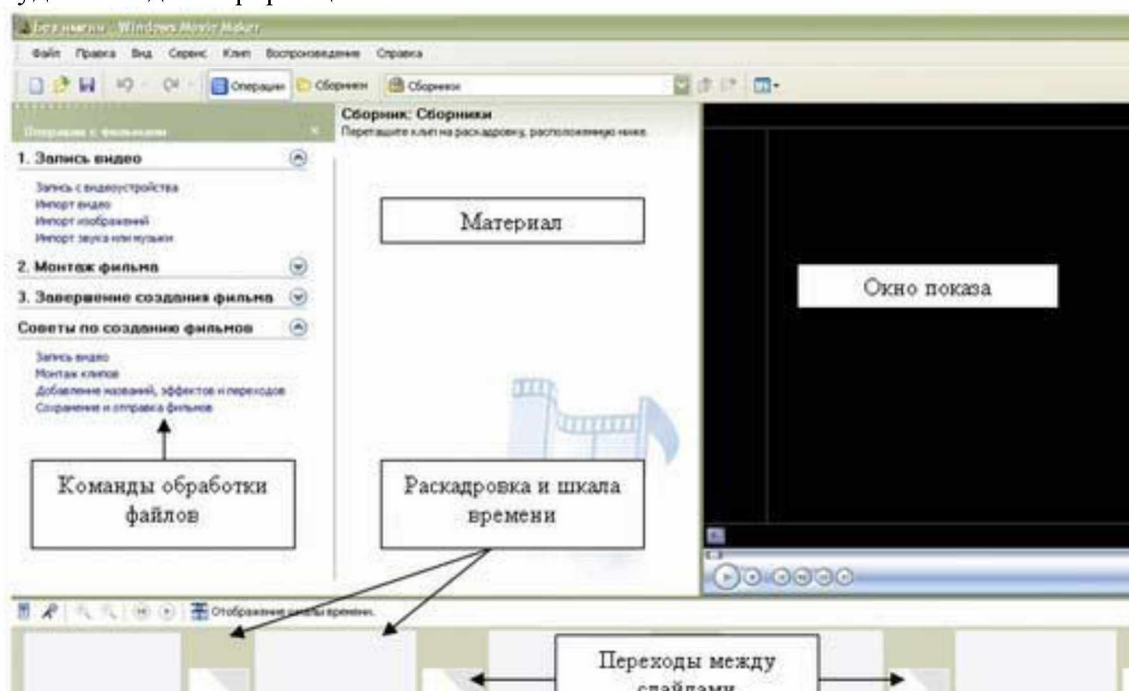 Без имени - Windows Movie Maker
Файл Правка Вид Сервис Клип Воспроизведение Справка
Операции Сборники Сборники
Операции с фильмами
Сборник: Сборники
Перетащите клип на раскадровку, расположенную ниже.
1. Запись видео
Запись с видеоустройства
Импорт видео
Импорт изображений
Импорт звука или музыки
2. Монтаж фильма
3. Завершение создания фильма
Советы по созданию фильмов
Запись видео
Монтаж клипов
Добавление названий, эффектов и переходов
Сохранение и отправка фильмов
Материал
Окно показа
Команды обработки
файлов
Раскадровка и шкала
времени
Отображение шкалы времени.
Переходы между
слайдами